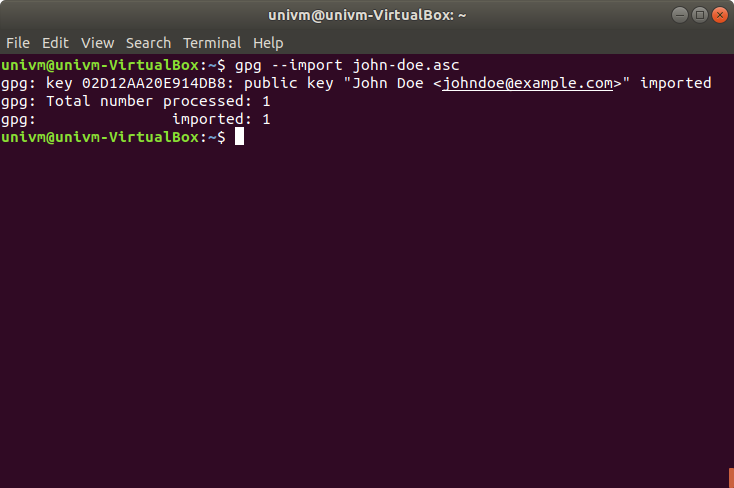 univm@univm-VirtualBox: ~
File Edit View Search Terminal Help
univm@univm-VirtualBox:~$ gpg --import john-doe.asc
gpg: key 02D12AA20E914DB8: public key "John Doe <johndoe@example.com>" imported
gpg: Total number processed: 1
gpg:               imported: 1
univm@univm-VirtualBox:~$